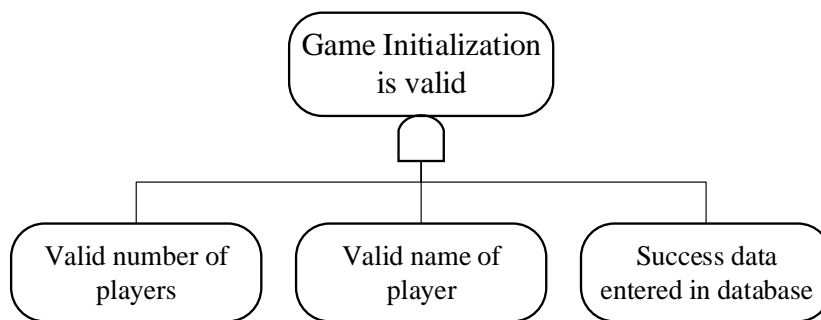 Game Initialization
is valid
Valid number of
players
Valid name of
player
Success data
entered in database